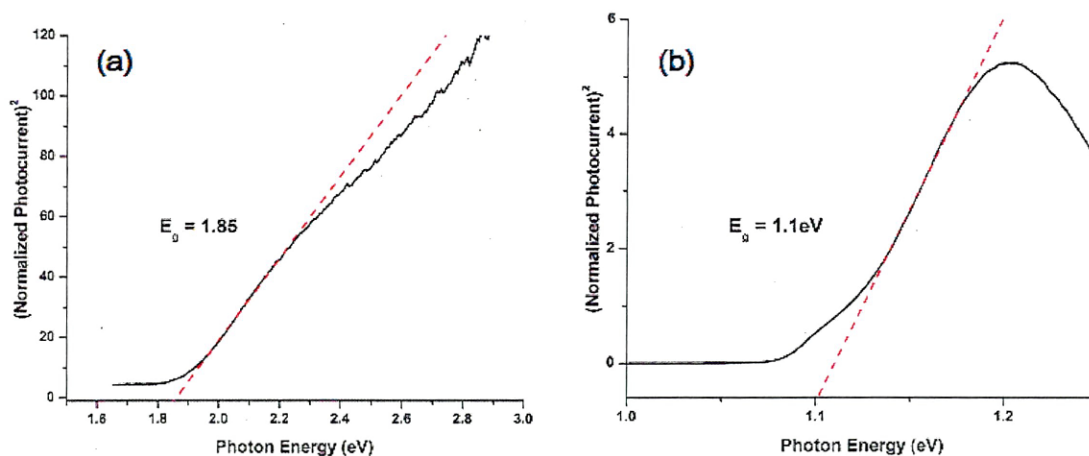 (a)
(Normalized Photocurrent)²
120
100
80
60
40
20
0
E_g = 1.85
1.6 1.8 2.0 2.2 2.4 2.6 2.8 3.0
Photon Energy (eV)
(b)
(Normalized Photocurrent)²
6
4
2
0
E_g = 1.1eV
1.0 1.1 1.2
Photon Energy (eV)